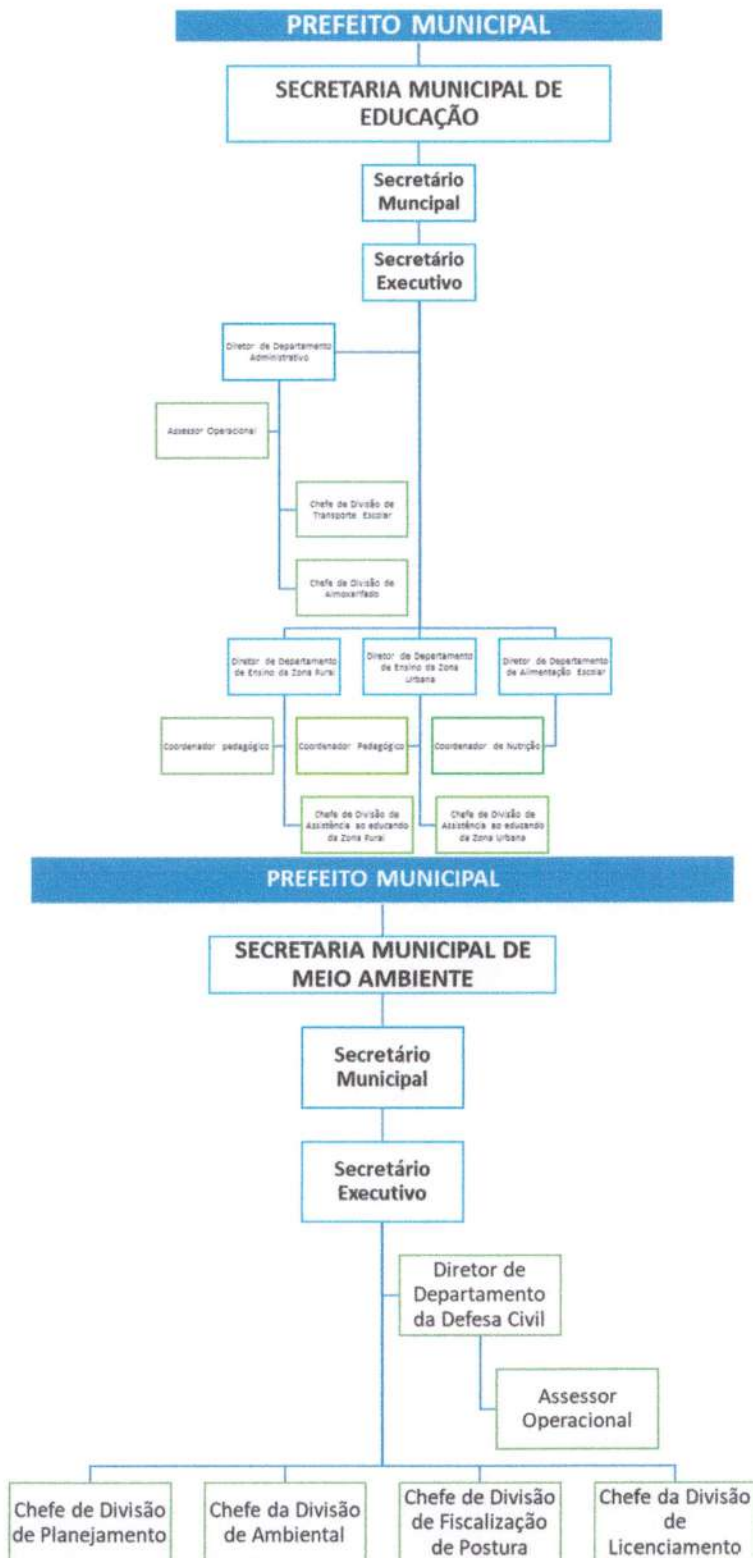 PREFEITO MUNICIPAL
SECRETARIA MUNICIPAL DE
EDUCAÇÃO
Secretário
Muncipal
Secretário
Executivo
Diretor de Departamento
Administrativo
Assessor Operacional
Chefe de Divisão de
Transporte Escolar
Chefe de Divisão de
Almoxarifado
Diretor de Departamento
de Ensino da Zona Rural
Diretor de Departamento
de Ensino da Zona
Urbana
Diretor de Departamento
de Alimentação Escolar
Coordenador pedagógico
Coordenador Pedagógico
Coordenador de Nutrição
Chefe de Divisão de
Assistência ao educando
da Zona Rural
Chefe de Divisão de
Assistência ao educando
da Zona Urbana
PREFEITO MUNICIPAL
SECRETARIA MUNICIPAL DE
MEIO AMBIENTE
Secretário
Municipal
Secretário
Executivo
Diretor de
Departamento
da Defesa Civil
Assessor
Operacional
Chefe de Divisão
de Planejamento
Chefe da Divisão
de Ambiental
Chefe de Divisão
de Fiscalização
de Postura
Chefe da Divisão
de
Licenciamento